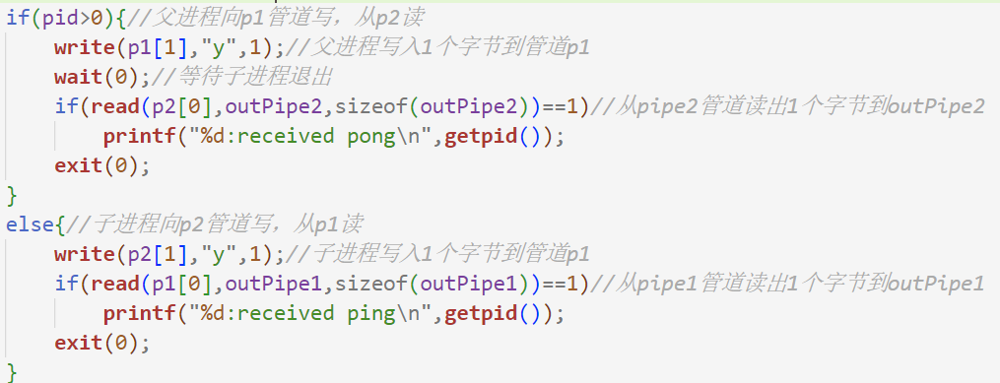 if(pid>0){//父进程向p1管道写，从p2读
write(p1[1],"y",1);//父进程写入1个字节到管道p1
wait(0);//等待子进程退出
if(read(p2[0],outPipe2,sizeof(outPipe2))==1)//从pipe2管道读出1个字节到outPipe2
printf("%d:received pong\n",getpid());
exit(0);
}
else{//子进程向p2管道写，从p1读
write(p2[1],"y",1);//子进程写入1个字节到管道p1
if(read(p1[0],outPipe1,sizeof(outPipe1))==1)//从pipe1管道读出1个字节到outPipe1
printf("%d:received ping\n",getpid());
exit(0);
}